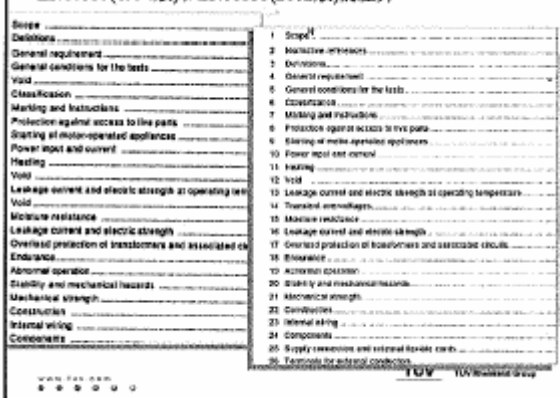 Scope
Definitions
General requirement
General conditions for the tests
Void
Classification
Marking and Instructions
Protection against access to live parts
Starting of motor-operated appliances
Power input and current
Heating
Void
Leakage current and electric strength at operating tem
Void
Moisture resistance
Leakage current and electric strength
Overload protection of transformers and associated cir
Endurance
Abnormal operation
Stability and mechanical hazards
Mechanical strength
Construction
Internal wiring
Components
1 Scope
2 Normative references
3 Definitions
4 General requirement
5 General conditions for the tests
6 Classification
7 Marking and Instructions
8 Protection against access to live parts
9 Starting of motor-operated appliances
10 Power input and current
11 Heating
12 Void
13 Leakage current and electric strength at operating temperature
14 Transient overvoltages
15 Moisture resistance
16 Leakage current and electric strength
17 Overload protection of transformers and associated circuits
18 Endurance
19 Abnormal operation
20 Stability and mechanical hazards
21 Mechanical strength
22 Construction
23 Internal wiring
24 Components
25 Supply connection and external flexible cords
26 Terminals for external conductors
TÜV TÜV Rheinland Group